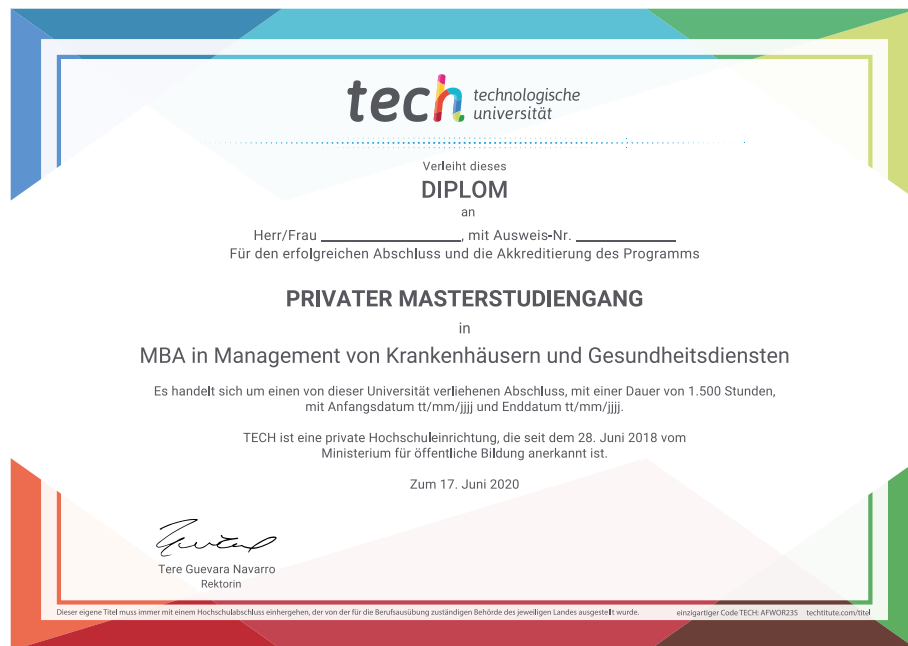 tech technologische
universität
Verleiht dieses
DIPLOM
an
Herr/Frau ____________, mit Ausweis-Nr. ____________
Für den erfolgreichen Abschluss und die Akkreditierung des Programms
PRIVATER MASTERSTUDIENGANG
in
MBA in Management von Krankenhäusern und Gesundheitsdiensten
Es handelt sich um einen von dieser Universität verliehenen Abschluss, mit einer Dauer von 1.500 Stunden,
mit Anfangsdatum tt/mm/jjjj und Enddatum tt/mm/jjjj.
TECH ist eine private Hochschuleinrichtung, die seit dem 28. Juni 2018 vom
Ministerium für öffentliche Bildung anerkannt ist.
Zum 17. Juni 2020
Tere Guevara Navarro
Rektorin
Dieser eigene Titel muss immer mit einem Hochschulabschluss einhergehen, der von der für die Berufsausübung zuständigen Behörde des jeweiligen Landes ausgestellt wurde. einzigartiger Code TECH: AFWOR23S techtitute.com/titel